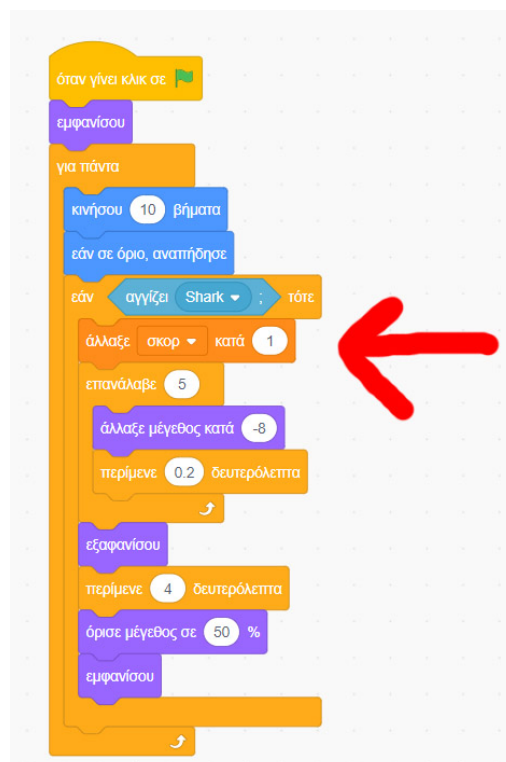 όταν γίνει κλικ σε
εμφανίσου
για πάντα
κινήσου 10 βήματα
εάν σε όριο, αναπήδησε
εάν αγγίζει Shark ; τότε
άλλαξε σκορ κατά 1
επανάλαβε 5
άλλαξε μέγεθος κατά -8
περίμενε 0.2 δευτερόλεπτα
εξαφανίσου
περίμενε 4 δευτερόλεπτα
όρισε μέγεθος σε 50 %
εμφανίσου